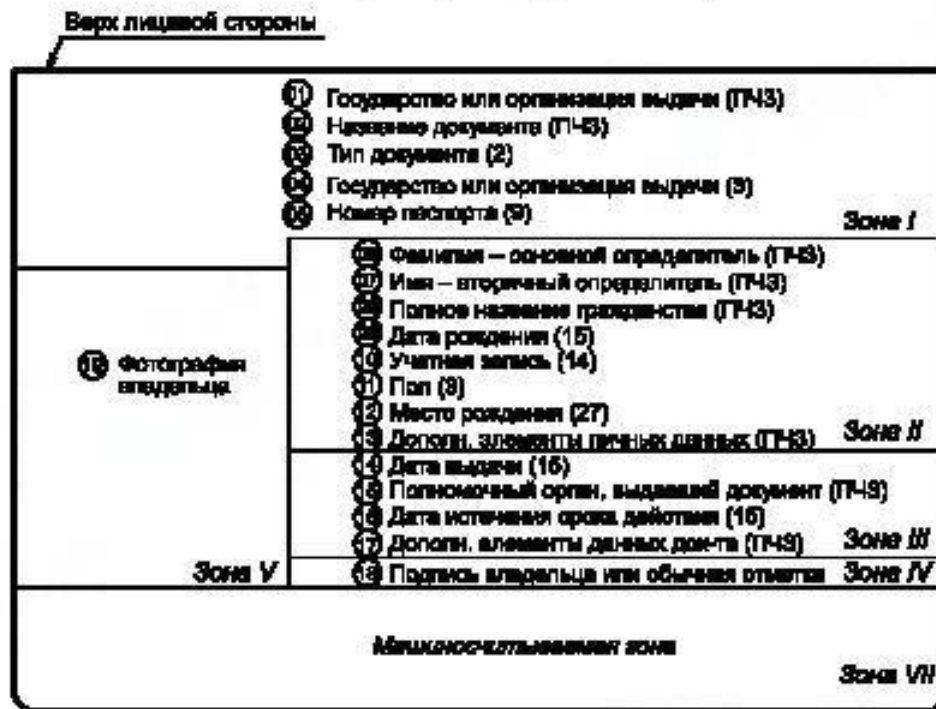 Верх лицевой стороны
01 Государство или организация выдачи (ПЧЗ)
02 Название документа (ПЧЗ)
03 Тип документа (2)
04 Государство или организация выдачи (3)
05 Номер паспорта (9)
Зона I
06 Фамилия – основной определитель (ПЧЗ)
07 Имя – вторичный определитель (ПЧЗ)
08 Полное название гражданства (ПЧЗ)
09 Дата рождения (15)
10 Учетная запись (14)
11 Пол (3)
12 Место рождения (27)
13 Дополн. элементы личных данных (ПЧЗ)
Зона II
19 Фотография
владельца
14 Дата выдачи (15)
15 Полномочный орган, выдавший документ (ПЧЗ)
16 Дата истечения срока действия (15)
17 Дополн. элементы данных док-та (ПЧЗ)
Зона III
Зона V
18 Подпись владельца или обычная отметка
Зона IV
Машиносчитываемая зона
Зона VII